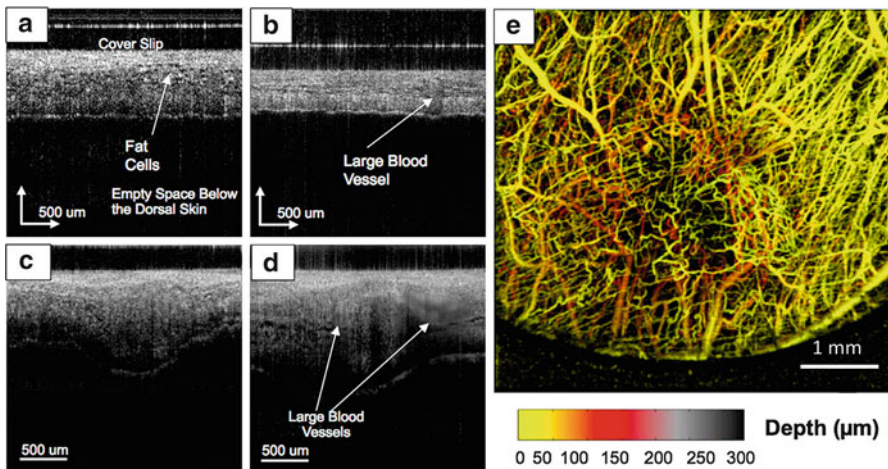 a
Cover Slip
Fat
Cells
Empty Space Below
the Dorsal Skin
500 um
b
Large Blood
Vessel
500 um
c
500 um
d
Large Blood
Vessels
500 um
e
1 mm
Depth (µm)
0 50 100 150 200 250 300